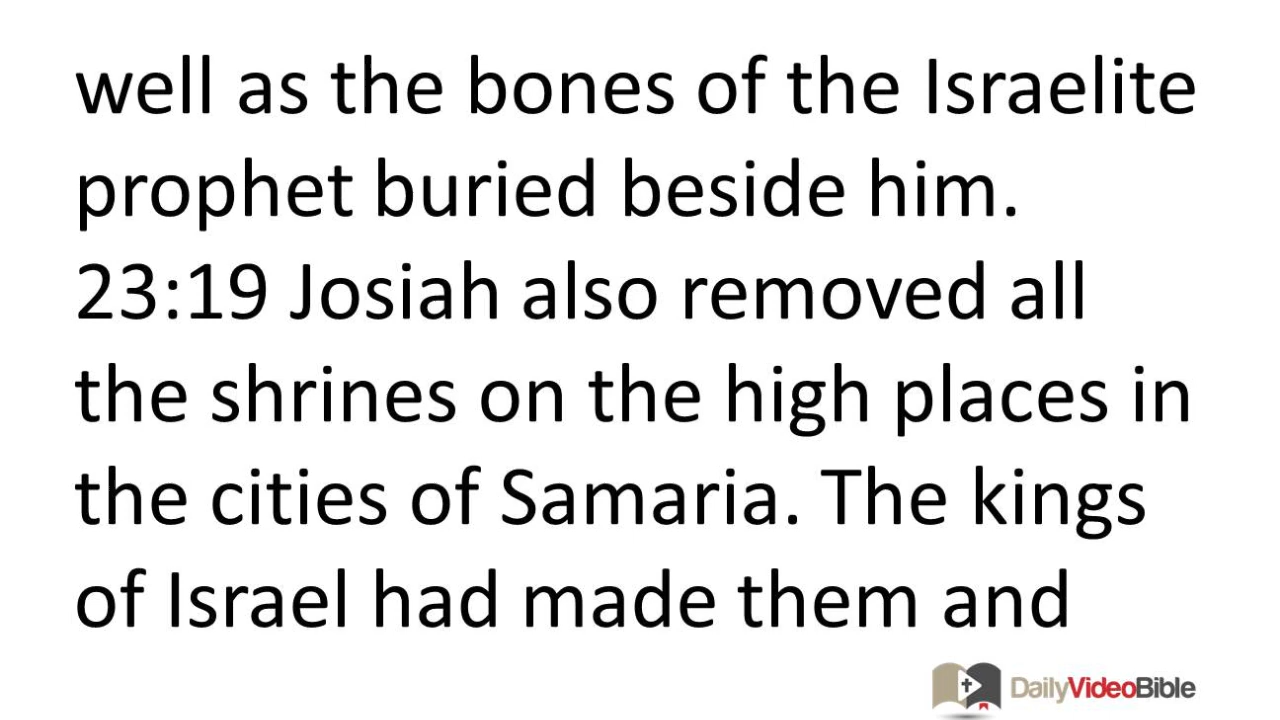 well as the bones of the Israelite
prophet buried beside him.
23:19 Josiah also removed all
the shrines on the high places in
the cities of Samaria. The kings
of Israel had made them and
DailyVideoBible